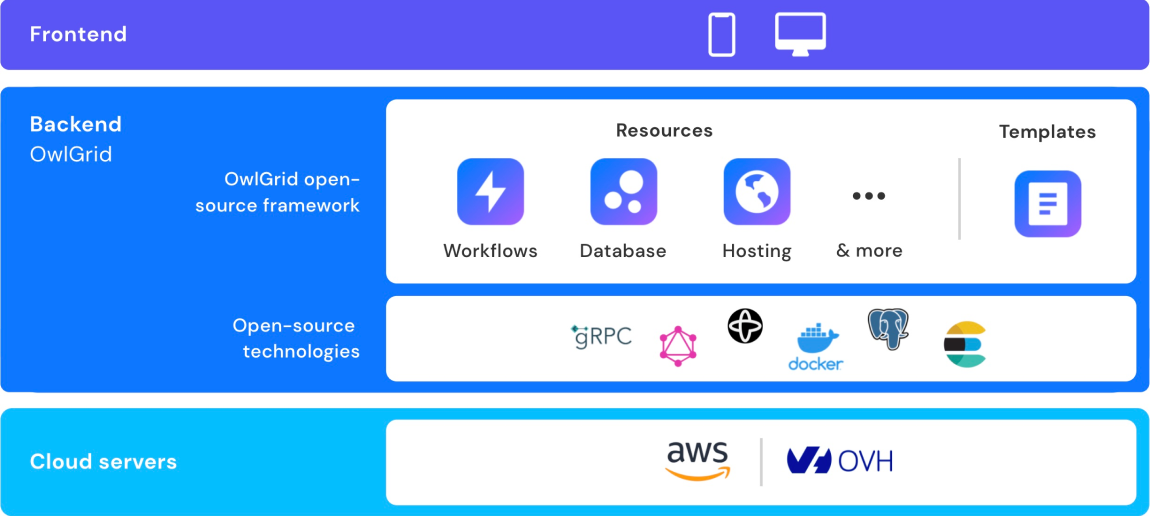 Frontend
Backend
OwlGrid
OwlGrid open-
source framework
Resources
Templates
Workflows
Database
Hosting
& more
Open-source
technologies
gRPC
docker
Cloud servers
aws
OVH